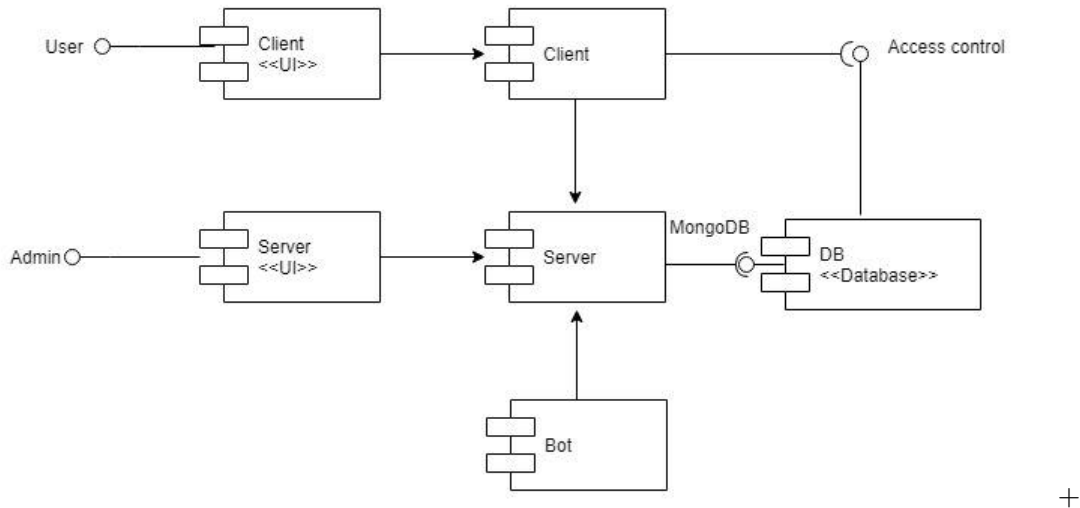 User
Client
<<UI>>
Client
Access control
Admin
Server
<<UI>>
Server
MongoDB
DB
<<Database>>
Bot